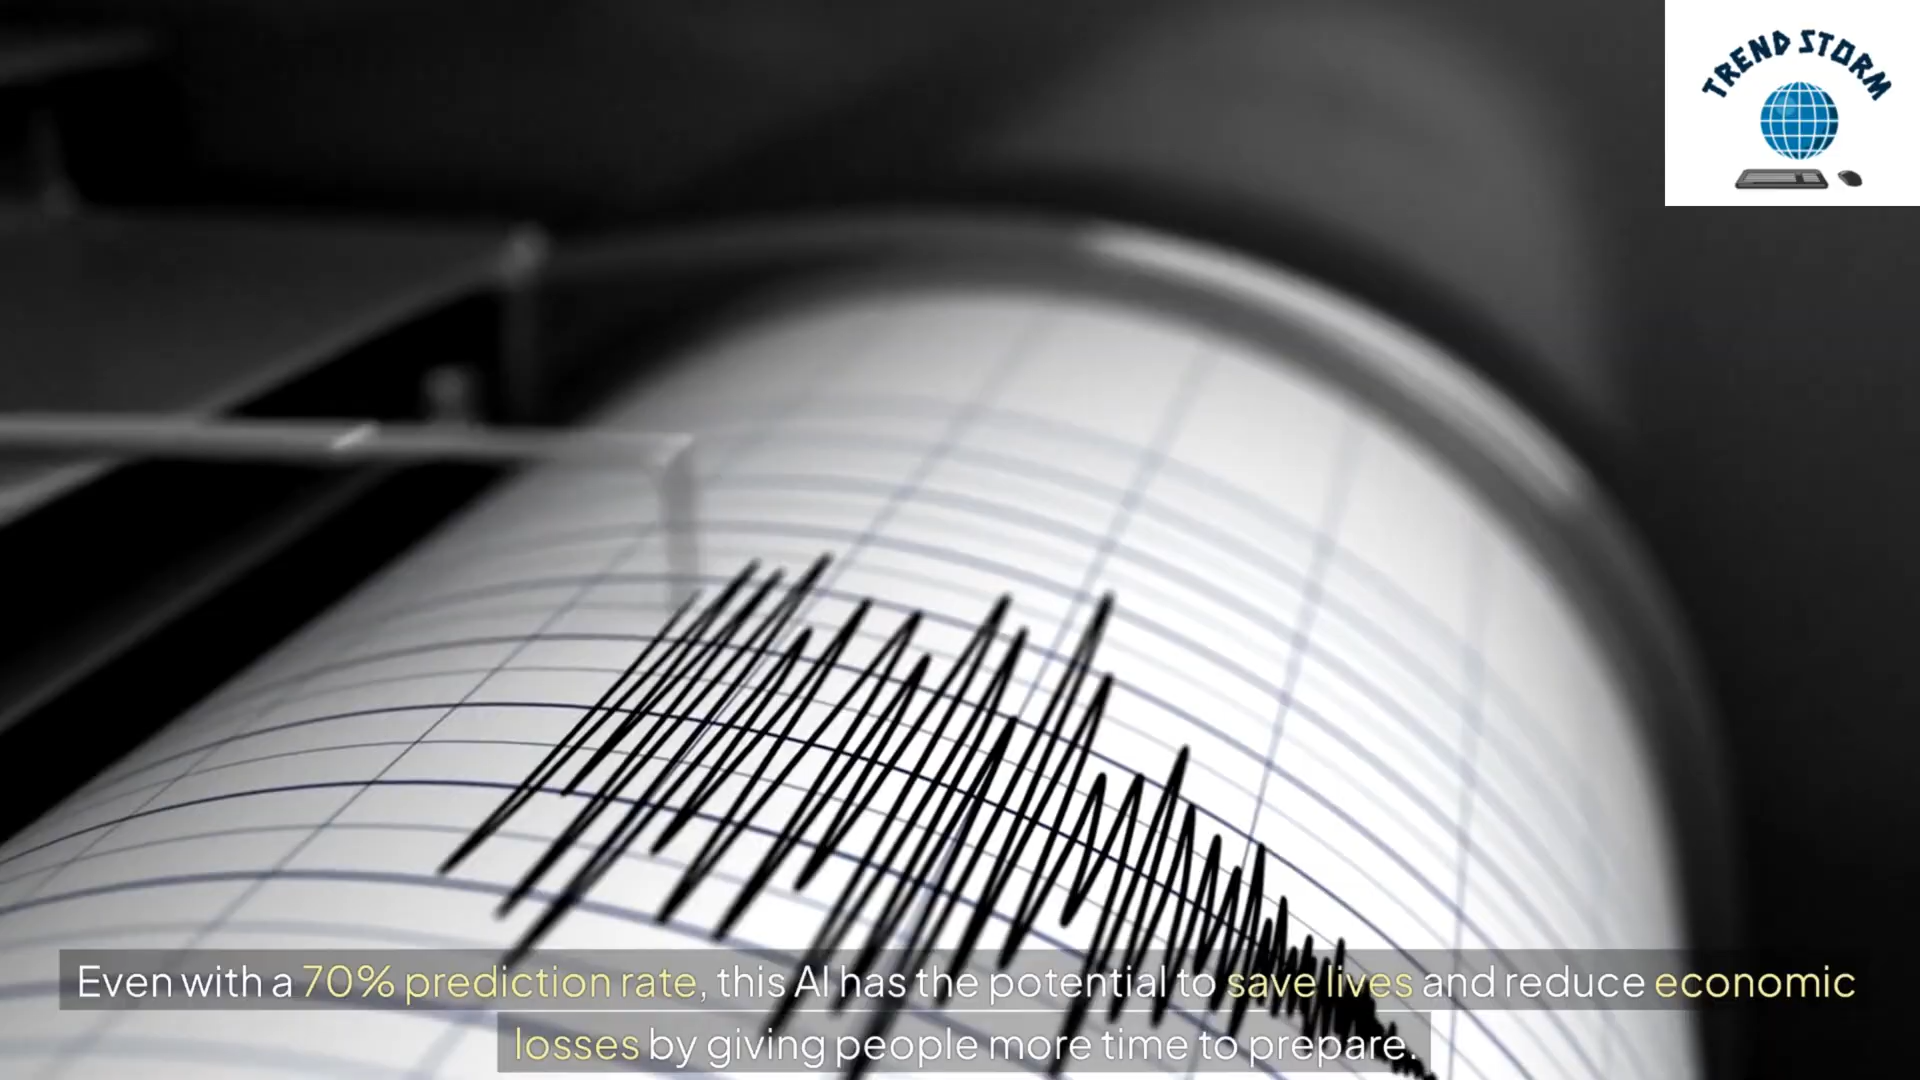 TREND STORM
Even with a 70% prediction rate, this AI has the potential to save lives and reduce economic
losses by giving people more time to prepare.